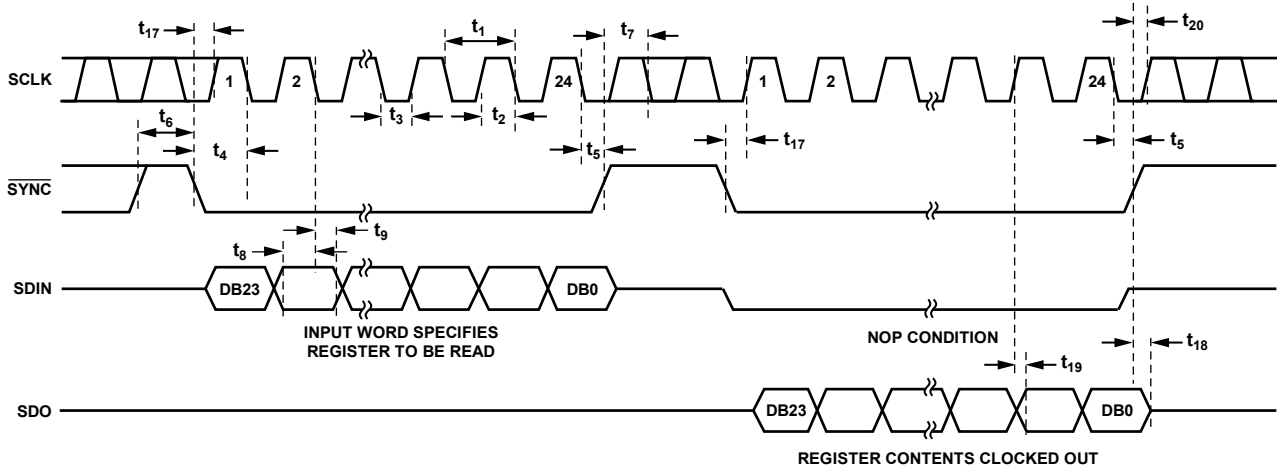 t17
t1
t7
t20
SCLK
1
2
24
1
2
24
t6
t4
t3
t2
t5
t17
t5
SYNC
t8
t9
SDIN
DB23
DB0
INPUT WORD SPECIFIES
REGISTER TO BE READ
NOP CONDITION
t19
t18
SDO
DB23
DB0
REGISTER CONTENTS CLOCKED OUT